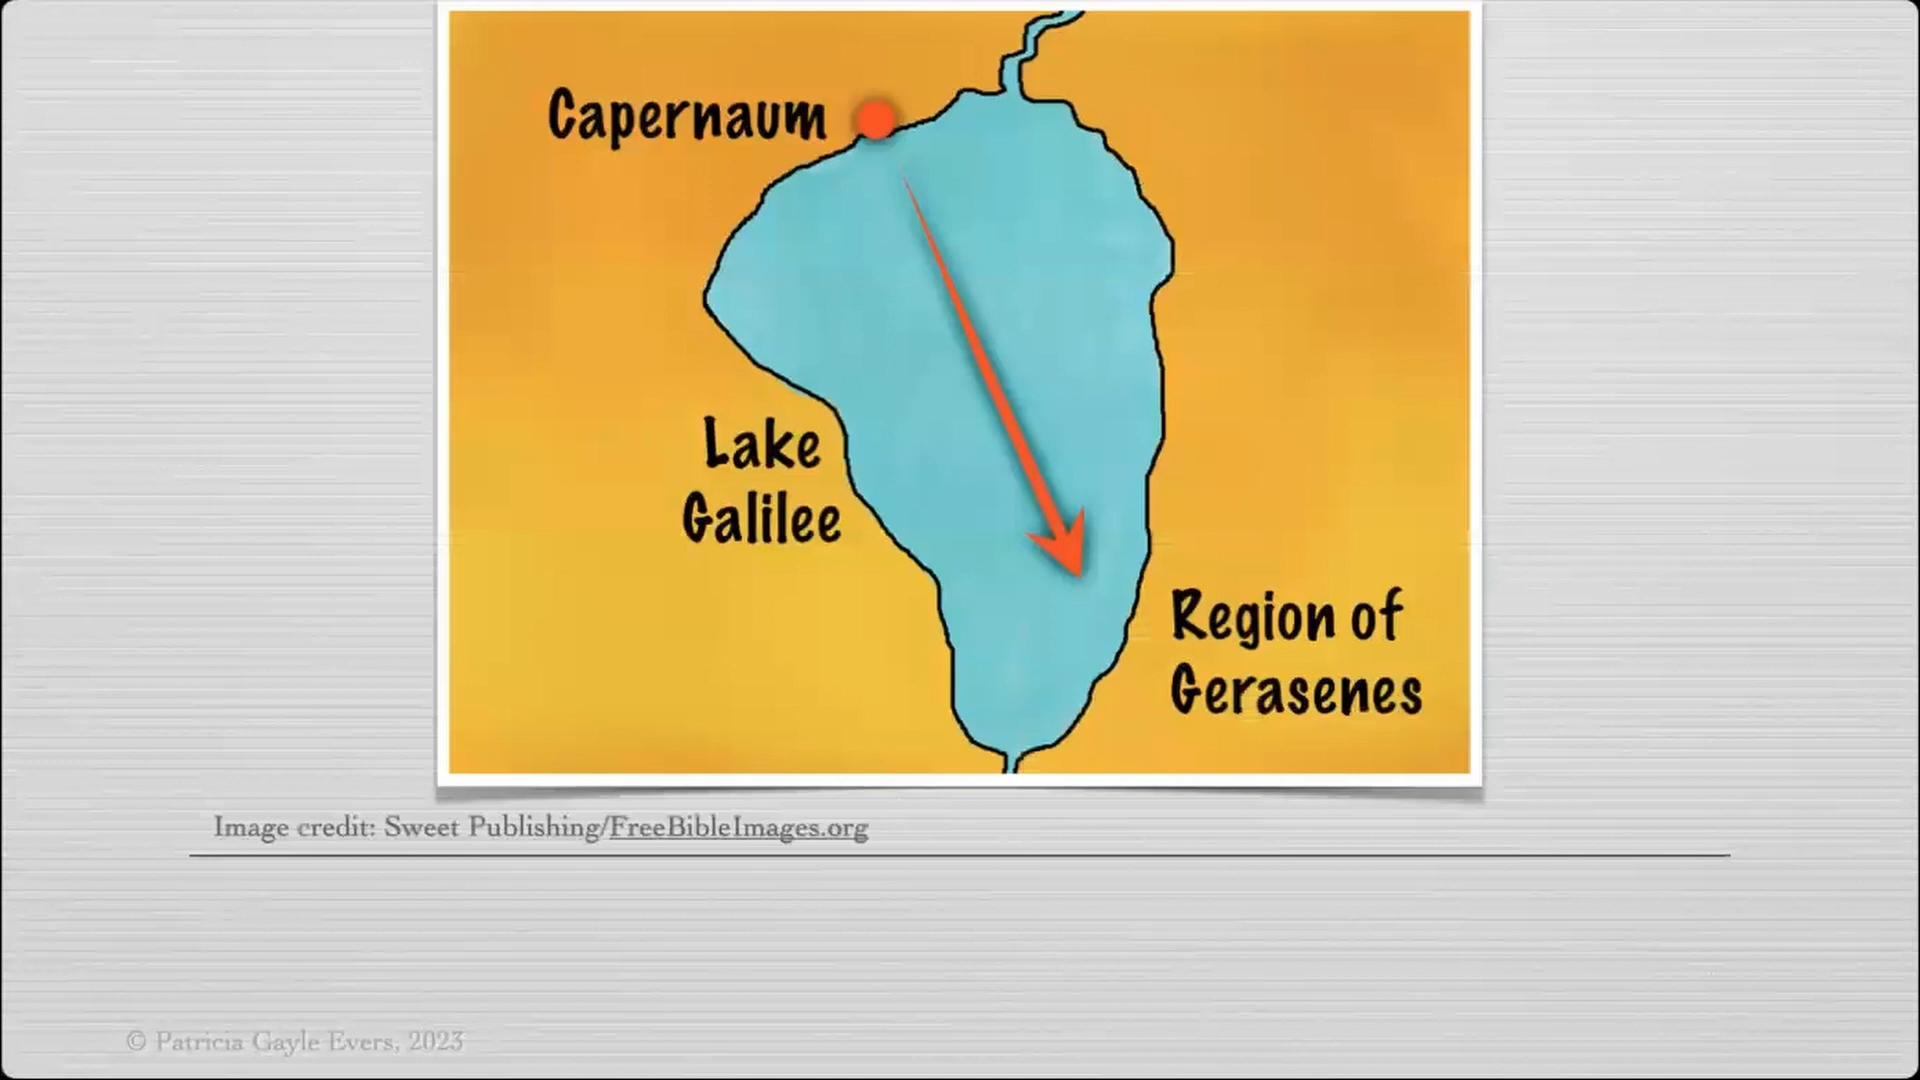 Capernaum
Lake
Galilee
Region of
Gerasenes
Image credit: Sweet Publishing/FreeBibleImages.org
© Patricia Gayle Evers, 2023